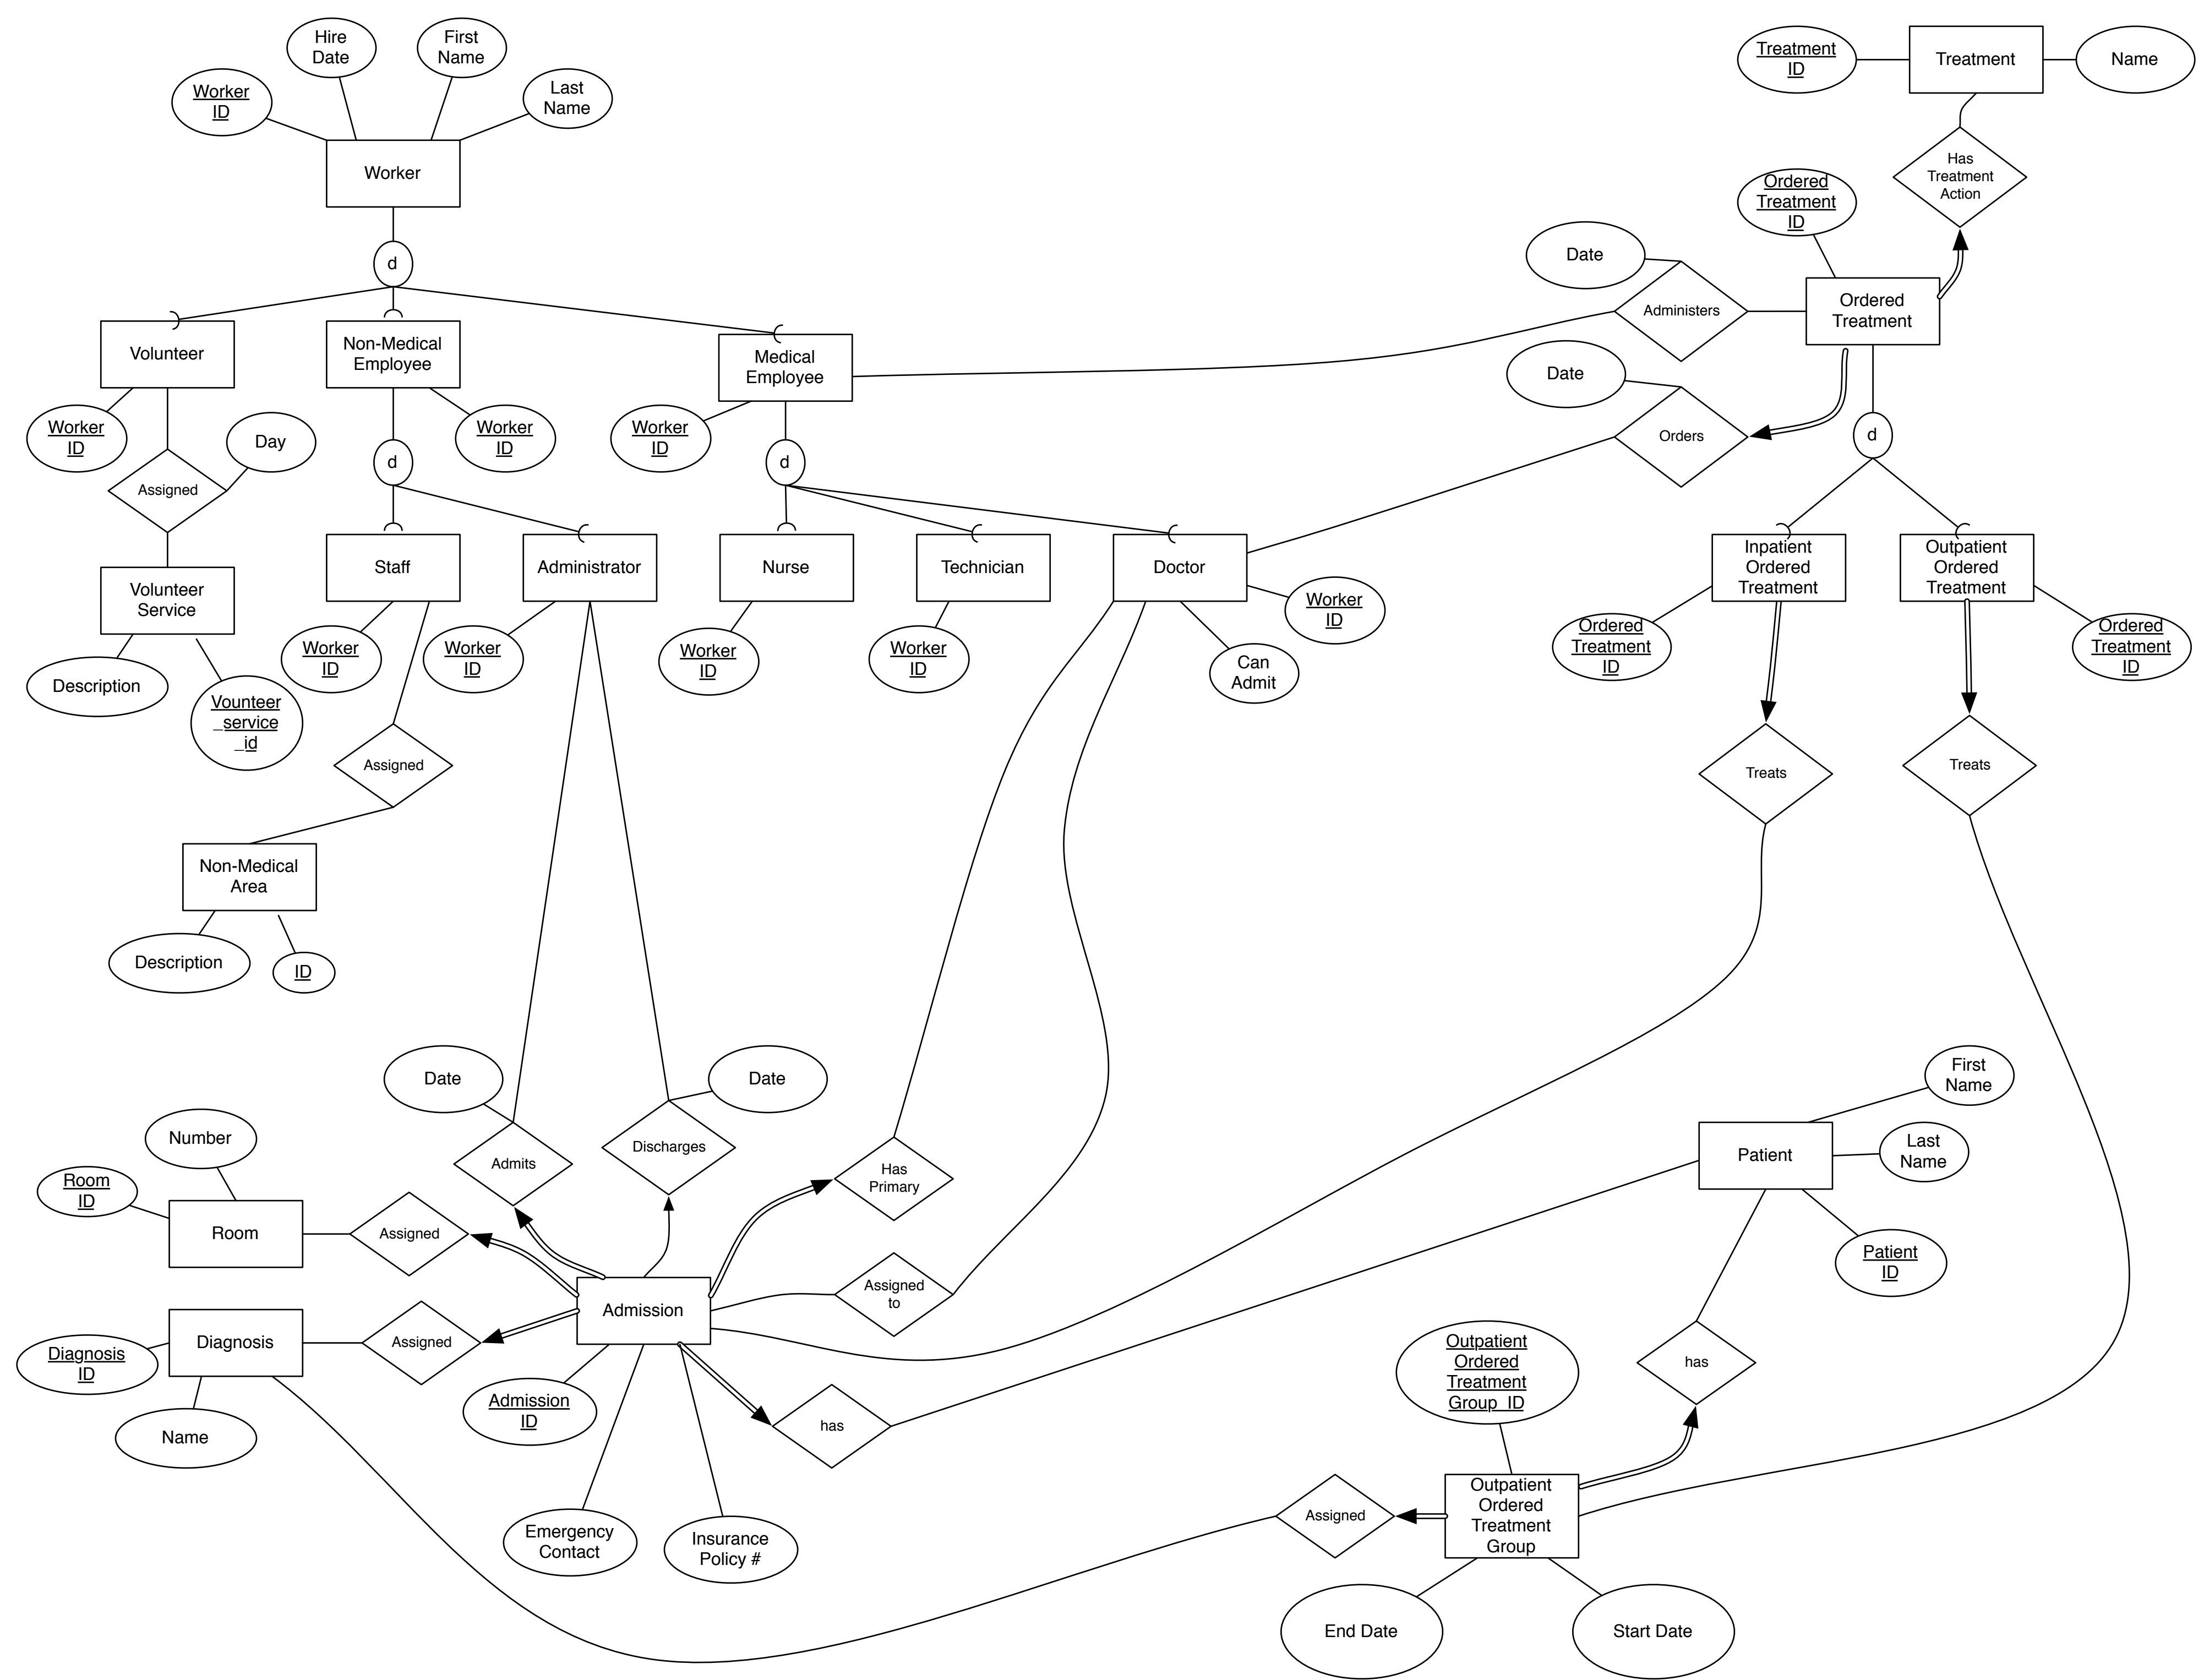 Hire
Date
First
Name
Worker
ID
Last
Name
Worker
Treatment
ID
Treatment
Name
Has
Treatment
Action
Ordered
Treatment
ID
Date
d
Administers
Ordered
Treatment
Volunteer
Non-Medical
Employee
Medical
Employee
Date
Worker
ID
Day
Worker
ID
Worker
ID
Orders
d
d
d
Assigned
Volunteer
Service
Staff
Administrator
Nurse
Technician
Doctor
Inpatient
Ordered
Treatment
Outpatient
Ordered
Treatment
Worker
ID
Worker
ID
Worker
ID
Worker
ID
Worker
ID
Can
Admit
Ordered
Treatment
ID
Ordered
Treatment
ID
Description
Vounteer
_service
_id
Assigned
Treats
Treats
Non-Medical
Area
Description
ID
Date
Date
First
Name
Number
Admits
Discharges
Has
Primary
Patient
Last
Name
Room
ID
Room
Assigned
Patient
ID
Admission
Assigned
to
Diagnosis
ID
Diagnosis
Assigned
has
Outpatient
Ordered
Treatment
Group_ID
Name
Admission
ID
has
Emergency
Contact
Insurance
Policy #
Assigned
Outpatient
Ordered
Treatment
Group
End Date
Start Date